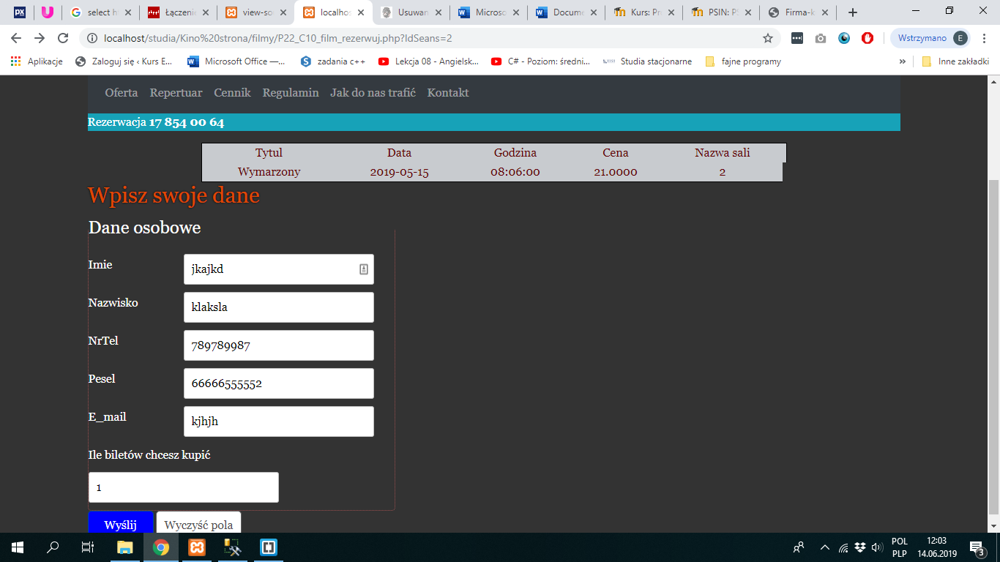 select h
Łączenie
view-so
localhos
Usuwan
Microso
Docume
Kurs: Pr
PSIN: P
Firma-k
localhost/studia/Kino%20strona/filmy/P22_C10_film_rezerwuj.php?IdSeans=2
Wstrzymano E
Aplikacje Zaloguj się ‹ Kurs E... Microsoft Office —... zadania c++ Lekcja 08 - Angielsk... C# - Poziom: średni... Studia stacjonarne fajne programy » Inne zakładki
Oferta Repertuar Cennik Regulamin Jak do nas trafić Kontakt
Rezerwacja 17 854 00 64
Tytul Data Godzina Cena Nazwa sali
Wymarzony 2019-05-15 08:06:00 21.0000 2
Wpisz swoje dane
Dane osobowe
Imie jkajkd
Nazwisko klaksla
NrTel 789789987
Pesel 66666555552
E_mail kjhjh
Ile biletów chcesz kupić
1
Wyślij Wyczyść pola
POL 12:03
PLP 14.06.2019 3